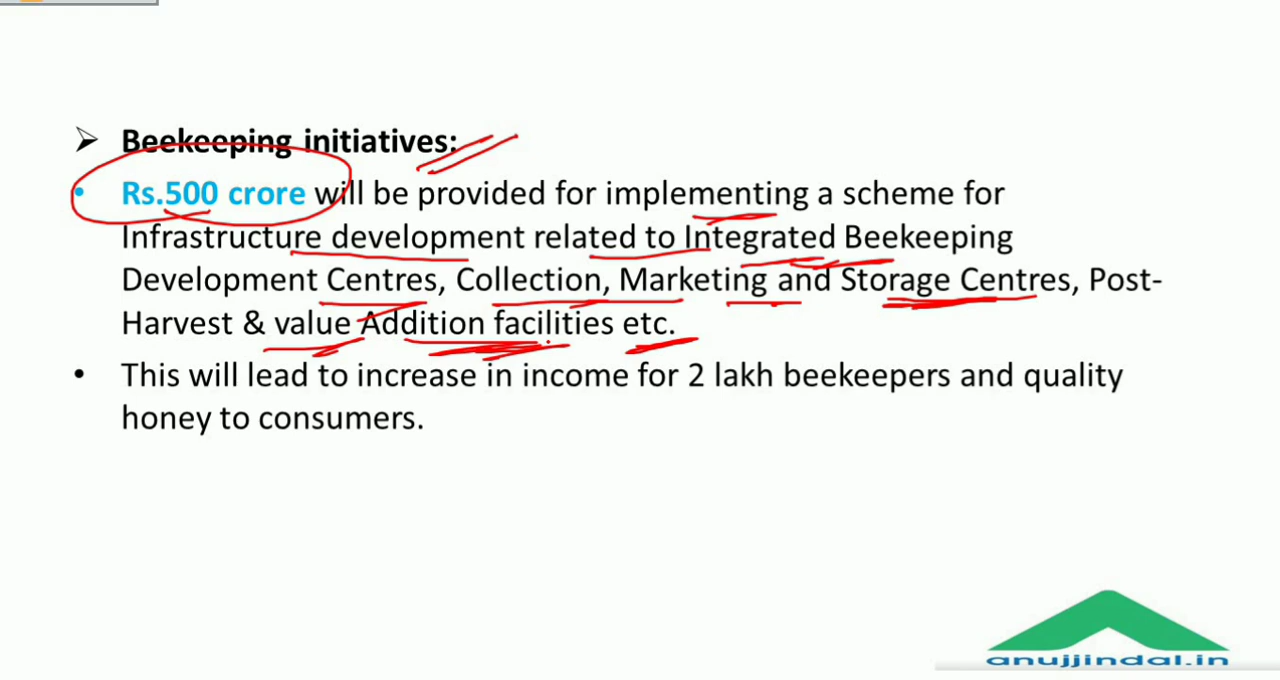 ➢ Beekeeping initiatives:
• Rs.500 crore will be provided for implementing a scheme for
Infrastructure development related to Integrated Beekeeping
Development Centres, Collection, Marketing and Storage Centres, Post-
Harvest & value Addition facilities etc.
• This will lead to increase in income for 2 lakh beekeepers and quality
honey to consumers.
anujjindal.in